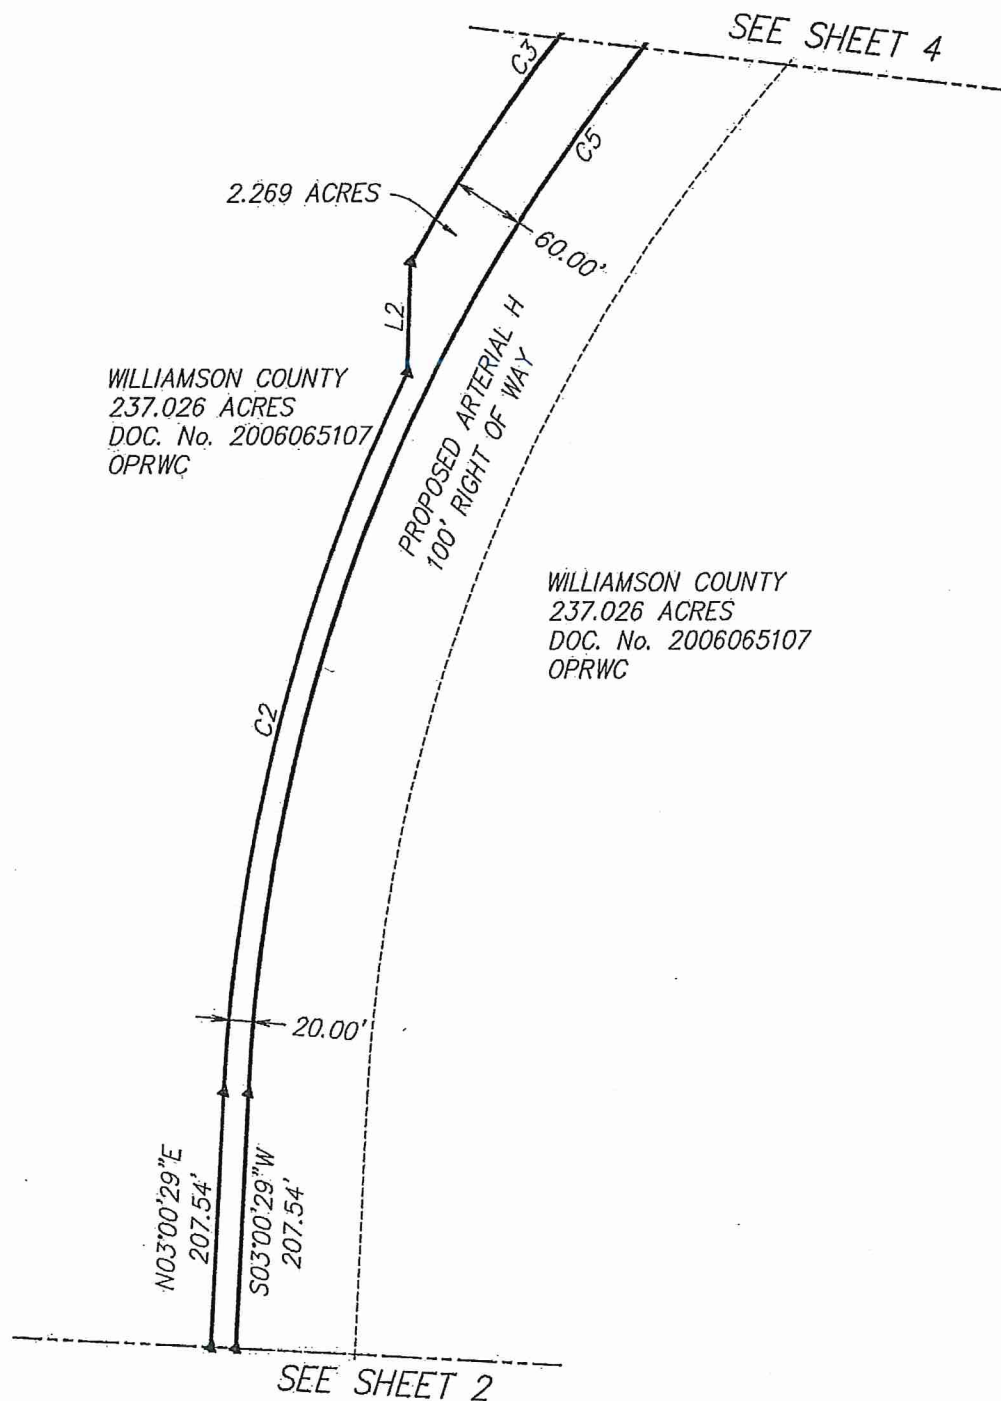 SEE SHEET 4
C3
C5
2.269 ACRES
60.00'
L2
PROPOSED ARTERIAL H
100' RIGHT OF WAY
WILLIAMSON COUNTY
237.026 ACRES
DOC. No. 2006065107
OPRWC
WILLIAMSON COUNTY
237.026 ACRES
DOC. No. 2006065107
OPRWC
C2
20.00'
N03°00'29"E
207.54'
S03°00'29"W
207.54'
SEE SHEET 2